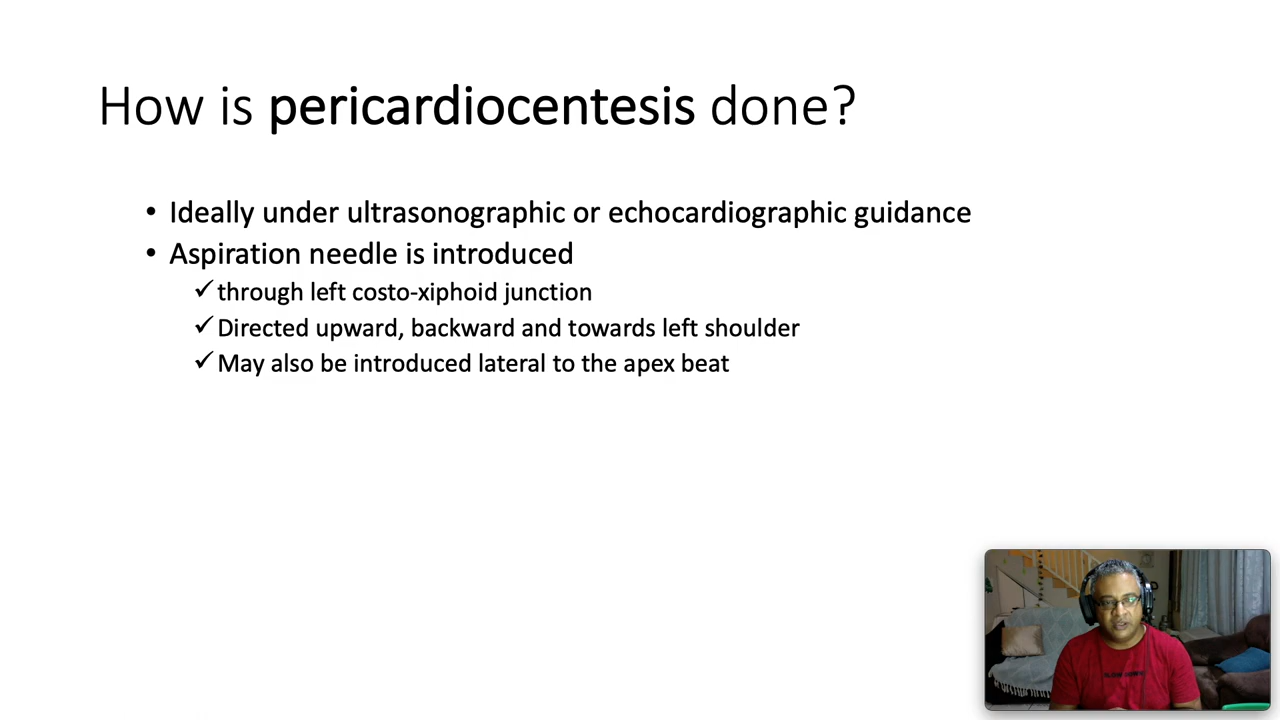 How is pericardiocentesis done?
• Ideally under ultrasonographic or echocardiographic guidance
• Aspiration needle is introduced
✓through left costo-xiphoid junction
✓Directed upward, backward and towards left shoulder
✓May also be introduced lateral to the apex beat